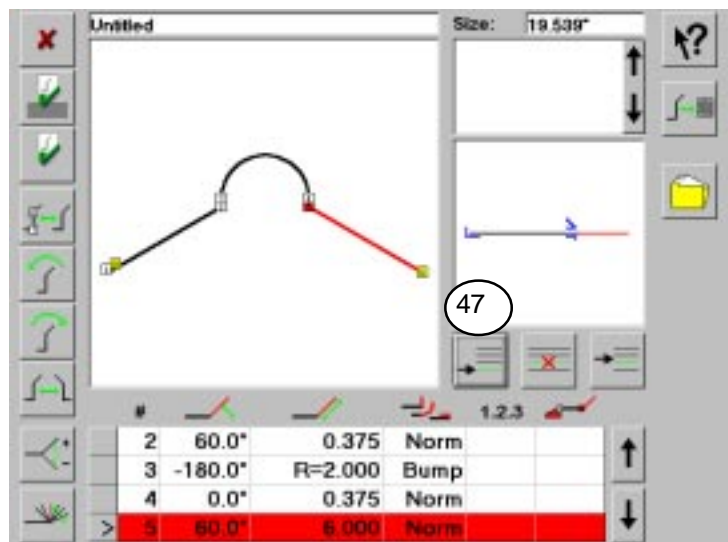 Untitled
Size: 19.539"
?
47
# 1.2.3
2 60.0° 0.375 Norm
3 -180.0° R=2.000 Bump
4 0.0° 0.375 Norm
> 5 60.0° 6.000 Norm